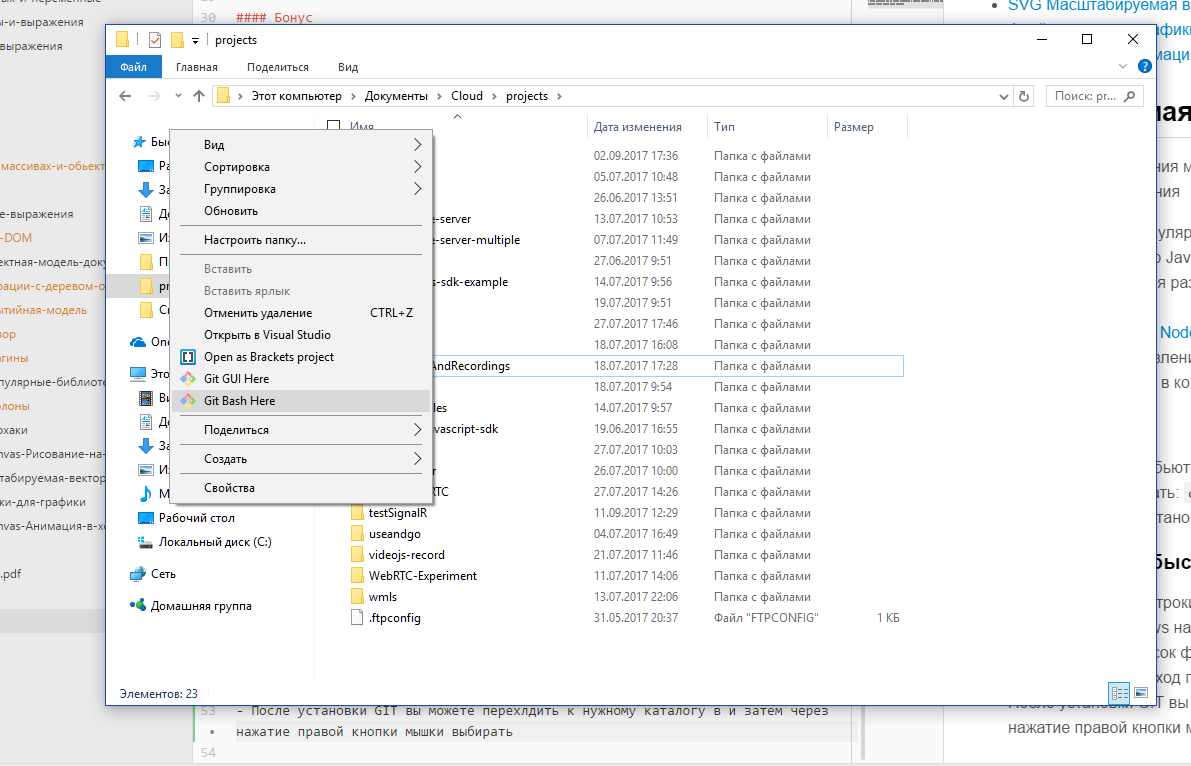 ы-и-выражения
выражения
массивах-и-обьект
е-выражения
-DOM
ектная-модель-доку
рации-с-деревом-о
ытийная-модель
зор
агины
пулярные-библиоте
блоны
охаки
nvas-Рисование-на-
табируемая-вектор
ки-для-графики
nvas-Анимация-в-х
.pdf
30 #### Бонус
projects
Файл Главная Поделиться Вид
Этот компьютер Документы Cloud projects
Поиск: pr...
Имя Дата изменения Тип Размер
Быс
Ра
За
До
Из
П
pr
Cl
One
Это
Ви
До
За
Из
М
Рабочий стол
Локальный диск (C:)
Сеть
Домашняя группа
Вид
Сортировка
Группировка
Обновить
Настроить папку...
Вставить
Вставить ярлык
Отменить удаление CTRL+Z
Открыть в Visual Studio
Open as Brackets project
Git GUI Here
Git Bash Here
Поделиться
Создать
Свойства
02.09.2017 17:36 Папка с файлами
05.07.2017 10:48 Папка с файлами
26.06.2017 13:51 Папка с файлами
e-server 13.07.2017 10:53 Папка с файлами
e-server-multiple 07.07.2017 11:49 Папка с файлами
27.06.2017 9:51 Папка с файлами
s-sdk-example 14.07.2017 9:56 Папка с файлами
19.07.2017 9:51 Папка с файлами
27.07.2017 17:46 Папка с файлами
18.07.2017 16:08 Папка с файлами
AndRecordings 18.07.2017 17:28 Папка с файлами
18.07.2017 9:54 Папка с файлами
les 14.07.2017 9:57 Папка с файлами
vascript-sdk 19.06.2017 16:55 Папка с файлами
27.07.2017 10:03 Папка с файлами
r 26.07.2017 10:00 Папка с файлами
RTC 27.07.2017 14:26 Папка с файлами
testSignalR 11.09.2017 12:29 Папка с файлами
useandgo 04.07.2017 16:49 Папка с файлами
videojs-record 21.07.2017 11:46 Папка с файлами
WebRTC-Experiment 11.07.2017 14:06 Папка с файлами
wmls 13.07.2017 22:06 Папка с файлами
.ftpconfig 31.05.2017 20:37 Файл "FTPCONFIG" 1 КБ
Элементов: 23
53 - После установки GIT вы можете перехлдить к нужному каталогу в и затем через
нажатие правой кнопки мышки выбирать
54
SVG Масштабируемая в
афики
мация
ная
ния м
ния
уляр
о Jav
я раз
Node
влени
в ко
бьют
ать: c
танов
быс
троки
vs на
сок ф
ход п
После установки GIT вы
нажатие правой кнопки м